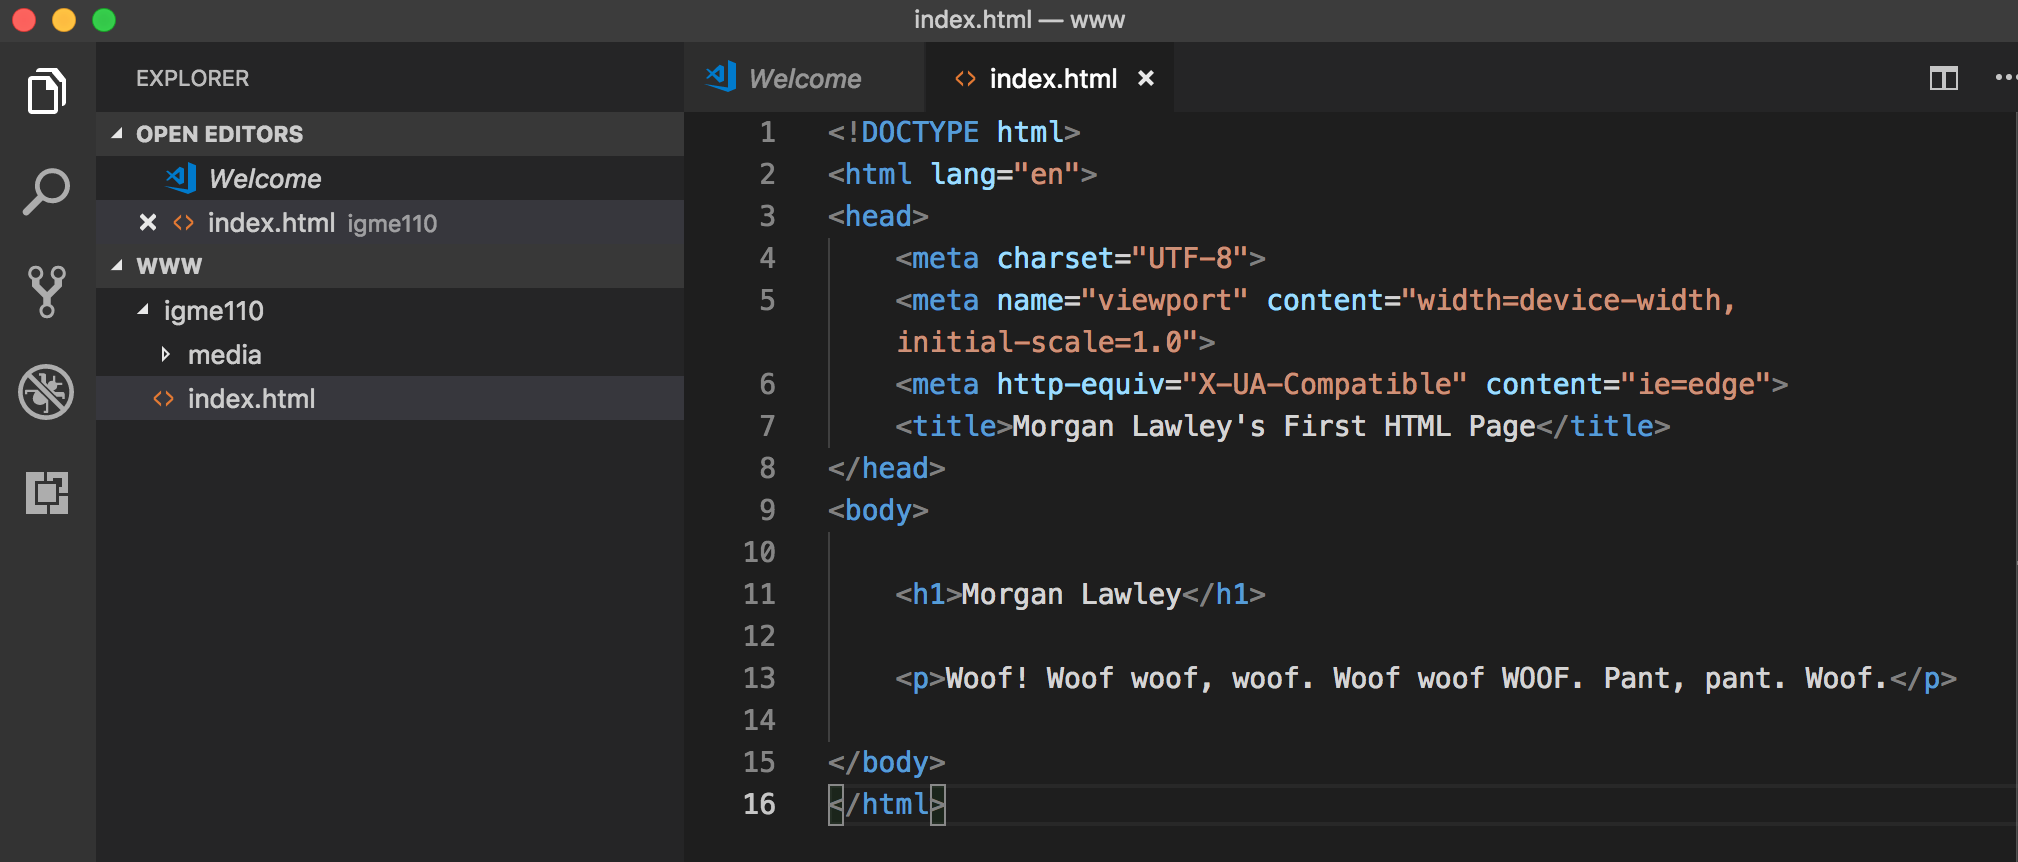 index.html — www
EXPLORER
OPEN EDITORS
Welcome
index.html igme110
WWW
igme110
media
index.html
Welcome
index.html
1 <!DOCTYPE html>
2 <html lang="en">
3 <head>
4     <meta charset="UTF-8">
5     <meta name="viewport" content="width=device-width,
    initial-scale=1.0">
6     <meta http-equiv="X-UA-Compatible" content="ie=edge">
7     <title>Morgan Lawley's First HTML Page</title>
8 </head>
9 <body>
10
11     <h1>Morgan Lawley</h1>
12
13     <p>Woof! Woof woof, woof. Woof woof WOOF. Pant, pant. Woof.</p>
14
15 </body>
16 </html>